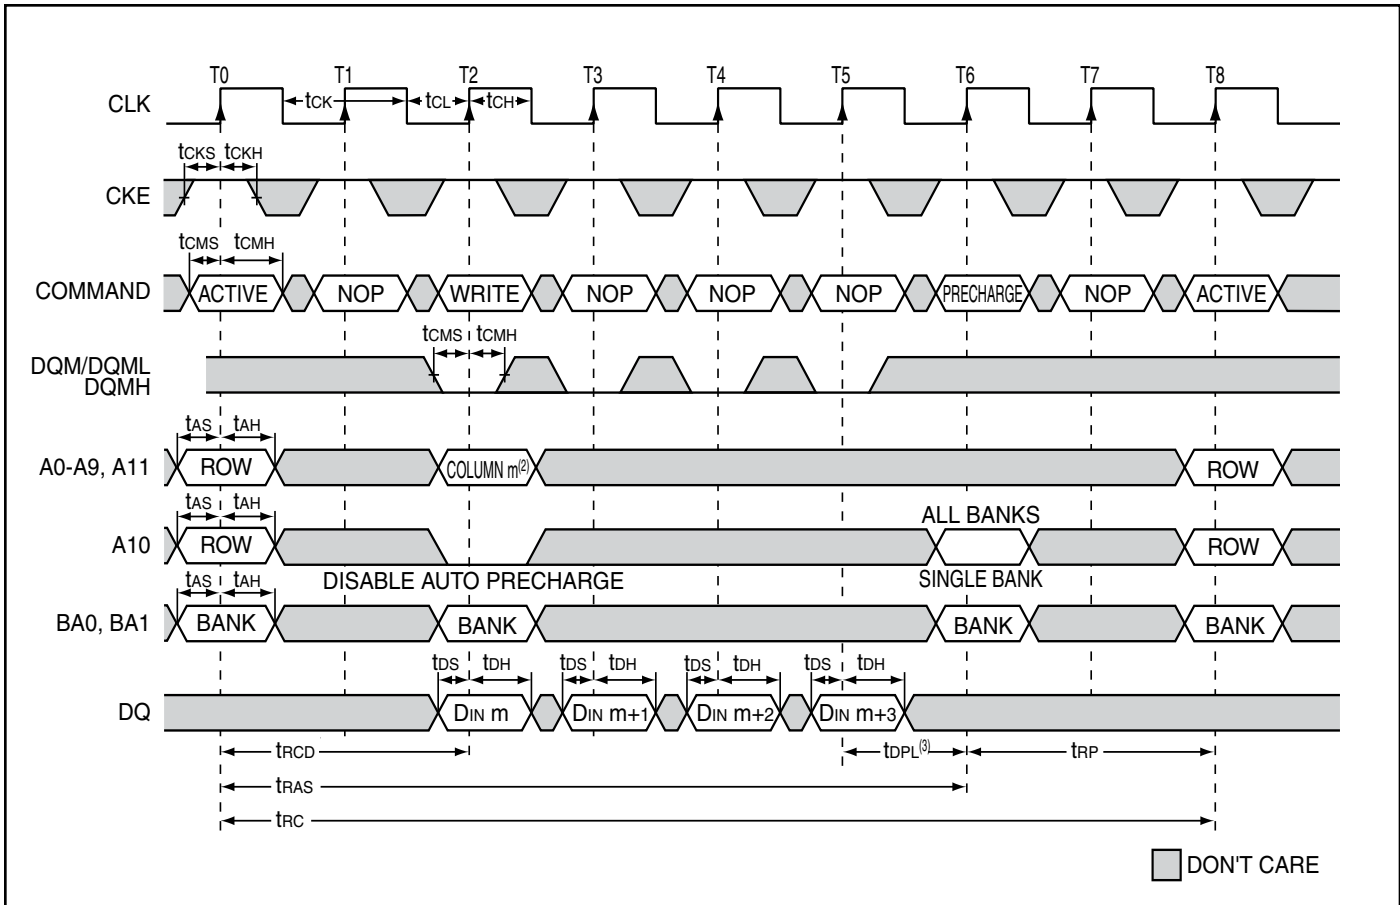 T0 T1 T2 T3 T4 T5 T6 T7 T8
CLK tCK tCL tCH
tCKS tCKH
CKE
tCMS tCMH
COMMAND ACTIVE NOP WRITE NOP NOP NOP PRECHARGE NOP ACTIVE
tCMS tCMH
DQM/DQML
DQMH
tAS tAH
A0-A9, A11 ROW COLUMN m(2) ROW
tAS tAH
ALL BANKS
A10 ROW ROW
DISABLE AUTO PRECHARGE SINGLE BANK
tAS tAH
BA0, BA1 BANK BANK BANK BANK
tDS tDH tDS tDH tDS tDH tDS tDH
DQ DIN m DIN m+1 DIN m+2 DIN m+3
tRCD tDPL(3) tRP
tRAS
tRC
DON'T CARE